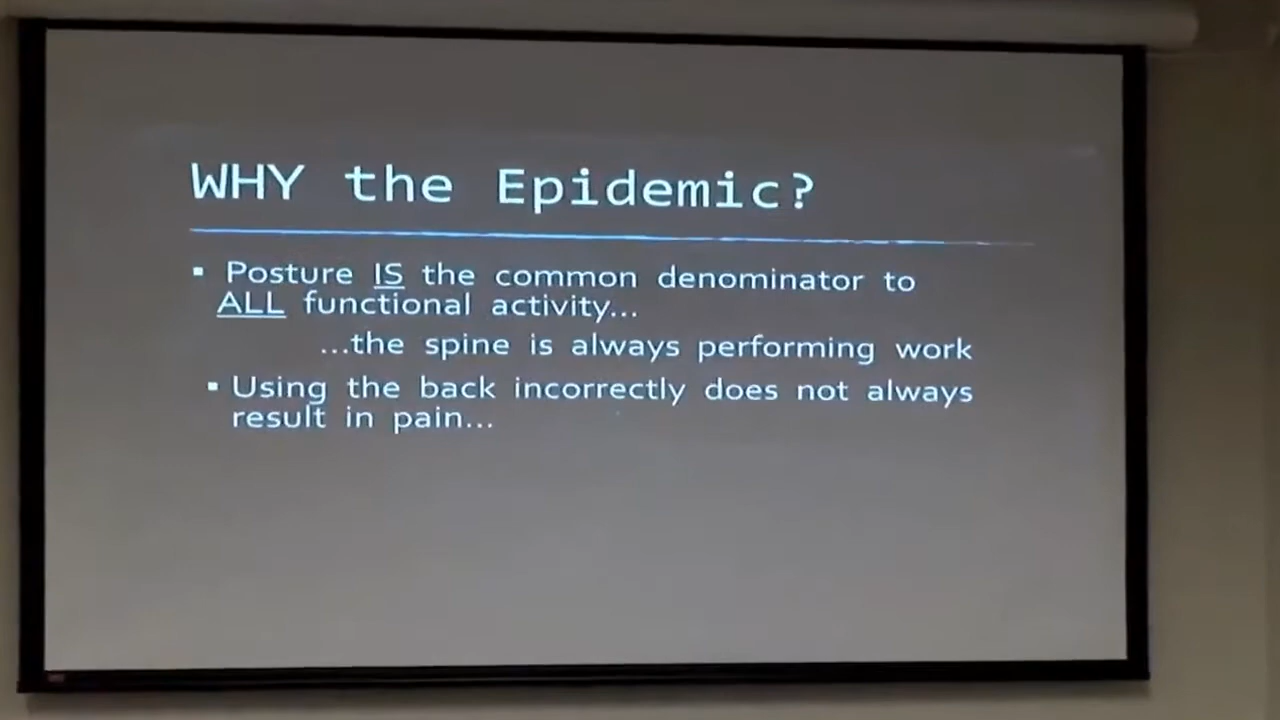 WHY the Epidemic?
▪ Posture IS the common denominator to
ALL functional activity...
...the spine is always performing work
▪ Using the back incorrectly does not always
result in pain...